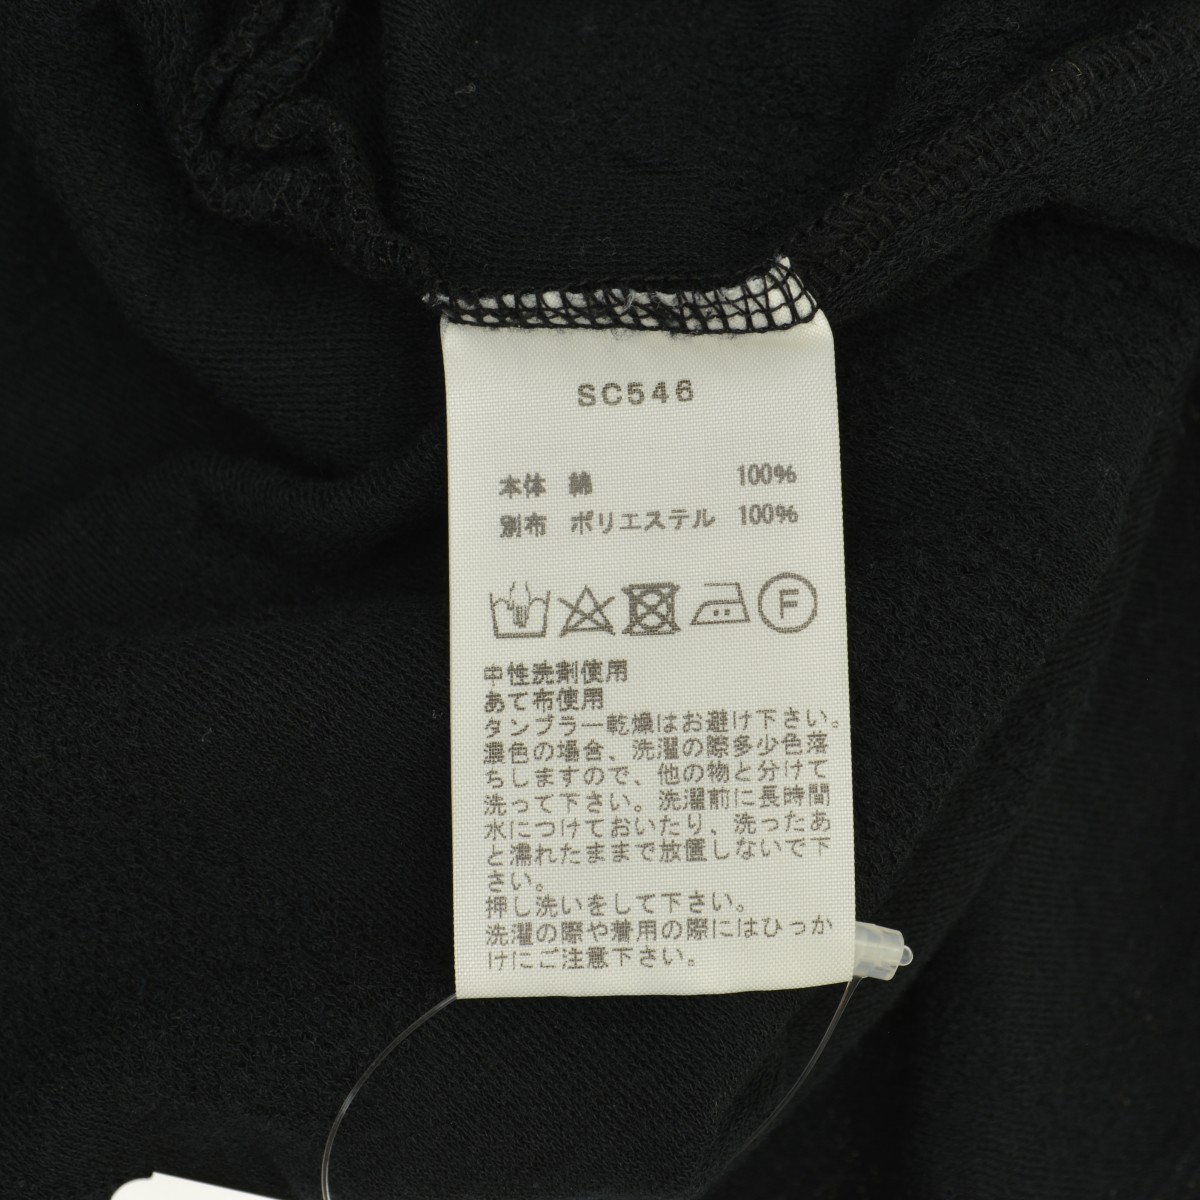 SC546
本体 綿 100%
別布 ポリエステル 100%
F
中性洗剤使用
あて布使用
タンブラー乾燥はお避け下さい。
濃色の場合、洗濯の際多少色落
ちしますので、他の物と分けて
洗って下さい。洗濯前に長時間
水につけておいたり、洗ったあ
と濡れたままで放置しないで下
さい。
押し洗いをして下さい。
洗濯の際や着用の際にはひっか
けにご注意下さい。